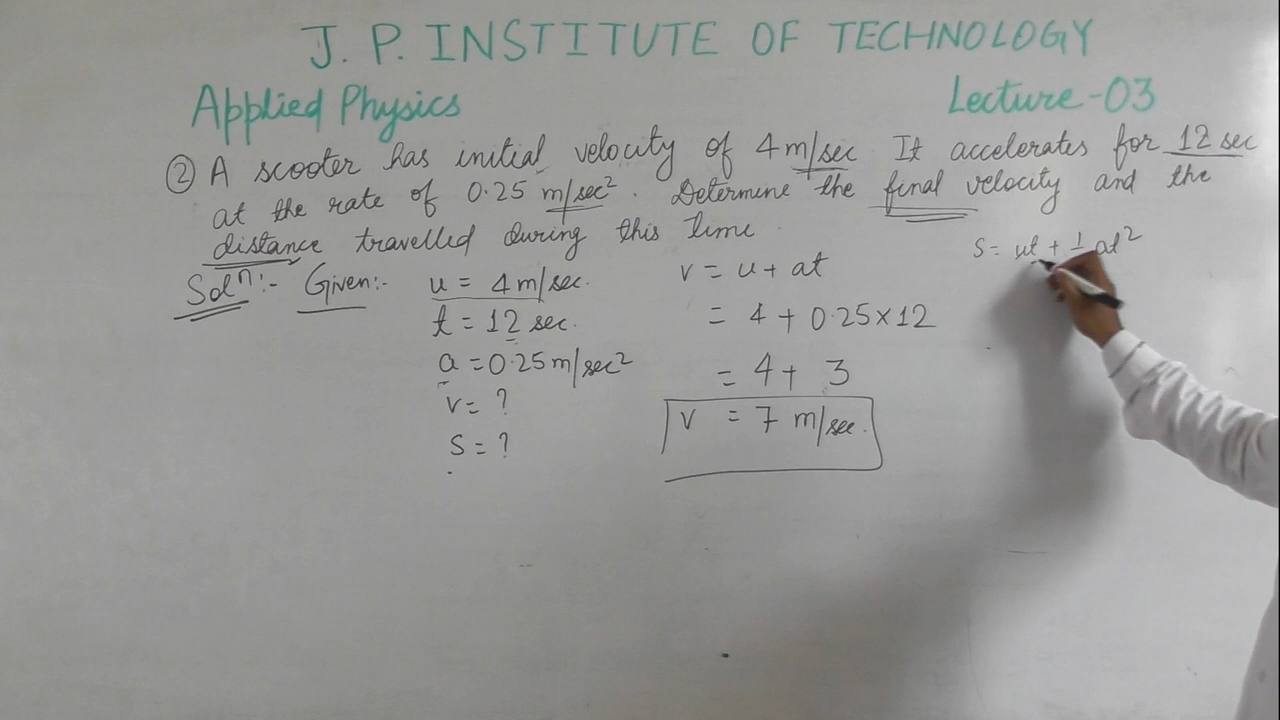 J. P. INSTITUTE OF TECHNOLOGY
Applied Physics Lecture-03
② A scooter has initial velocity of 4 m/sec It accelerates for 12 sec
at the rate of 0.25 m/sec². Determine the final velocity and the
distance travelled during this time
Solⁿ:- Given:-
u = 4 m/sec.
t = 12 sec.
a = 0.25 m/sec²
v = ?
S = ?
v = u + at
= 4 + 0.25 × 12
= 4 + 3
v = 7 m/sec.
S = ut + 1 at²